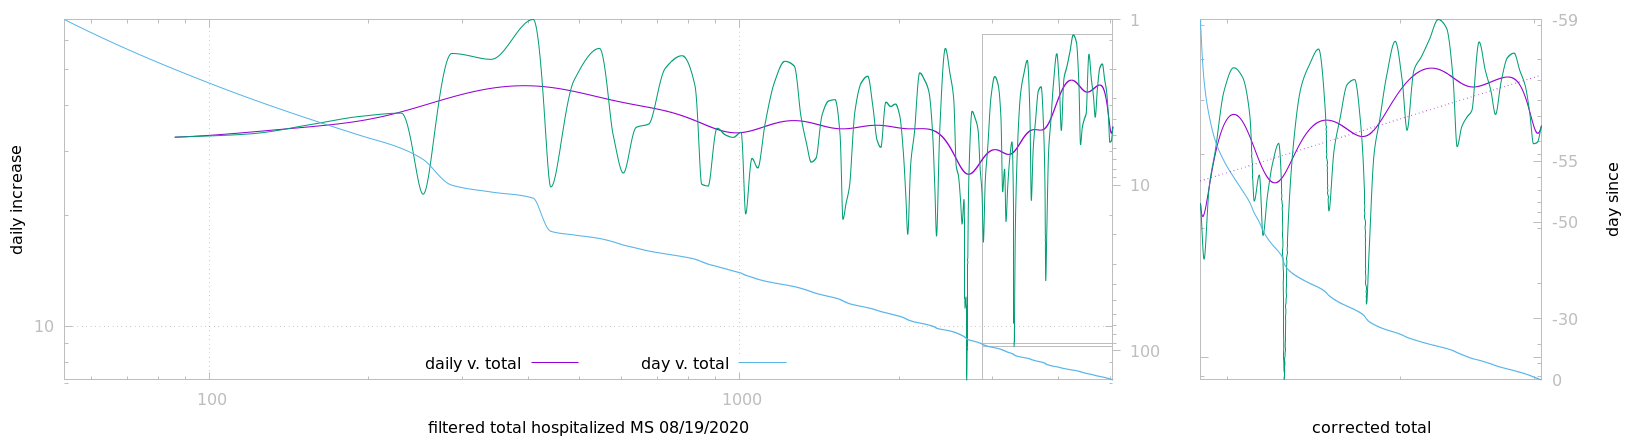 1
-59
daily increase
10
-55
-50
day since
10
-30
daily v. total
day v. total
100
0
100
1000
filtered total hospitalized MS 08/19/2020
corrected total